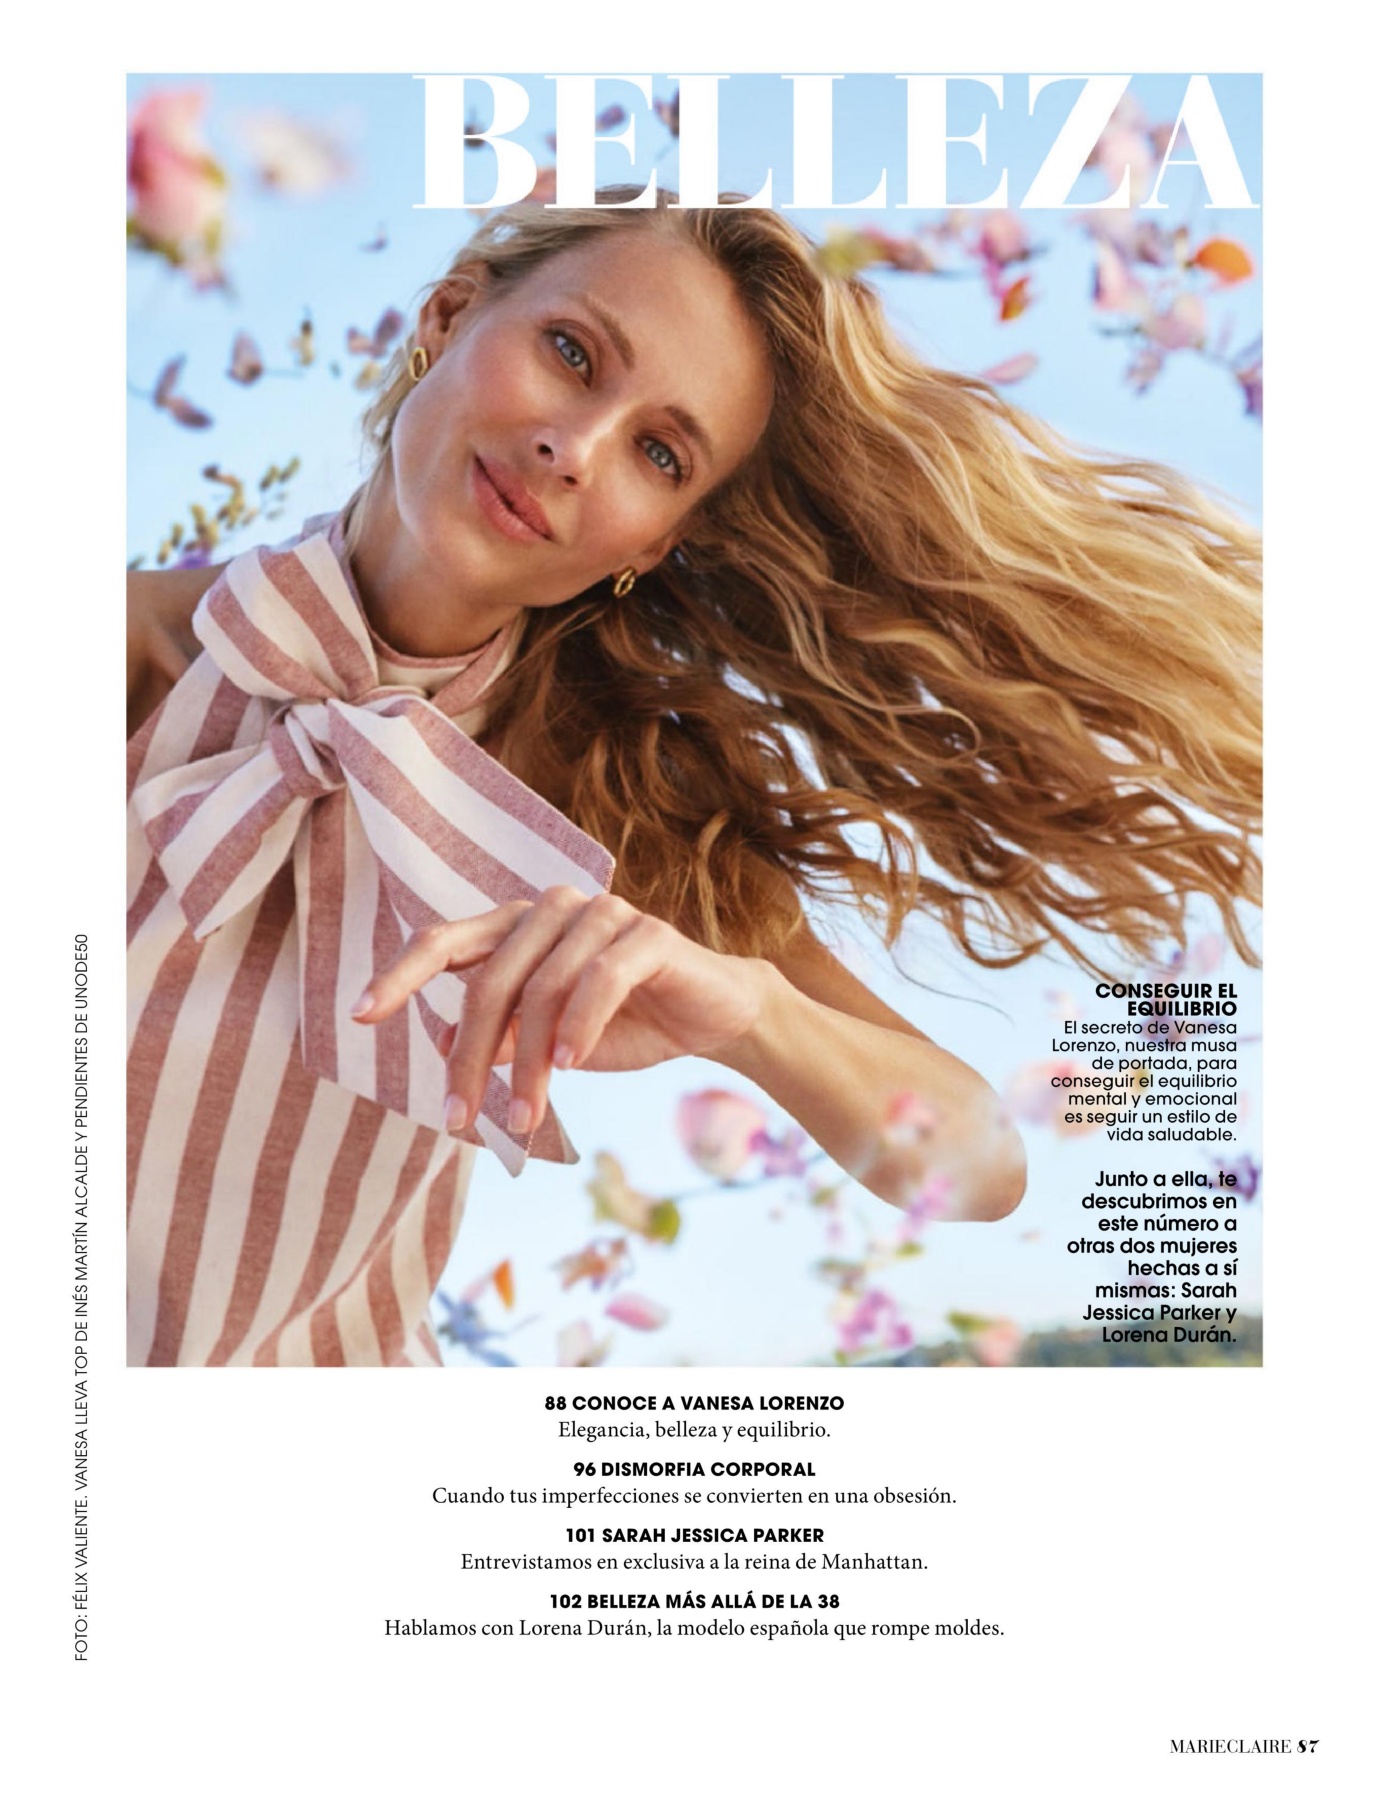 BELLEZA
CONSEGUIR EL
EQUILIBRIO
El secreto de Vanesa
Lorenzo, nuestra musa
de portada, para
conseguir el equilibrio
mental y emocional
es seguir un estilo de
vida saludable.
Junto a ella, te
descubrimos en
este número a
otras dos mujeres
hechas a sí
mismas: Sarah
Jessica Parker y
Lorena Durán.
FOTO: FÉLIX VALIENTE. VANESA LLEVA TOP DE INÉS MARTÍN ALCALDE Y PENDIENTES DE UNODE50
88 CONOCE A VANESA LORENZO
Elegancia, belleza y equilibrio.
96 DISMORFIA CORPORAL
Cuando tus imperfecciones se convierten en una obsesión.
101 SARAH JESSICA PARKER
Entrevistamos en exclusiva a la reina de Manhattan.
102 BELLEZA MÁS ALLÁ DE LA 38
Hablamos con Lorena Durán, la modelo española que rompe moldes.
MARIECLAIRE 87